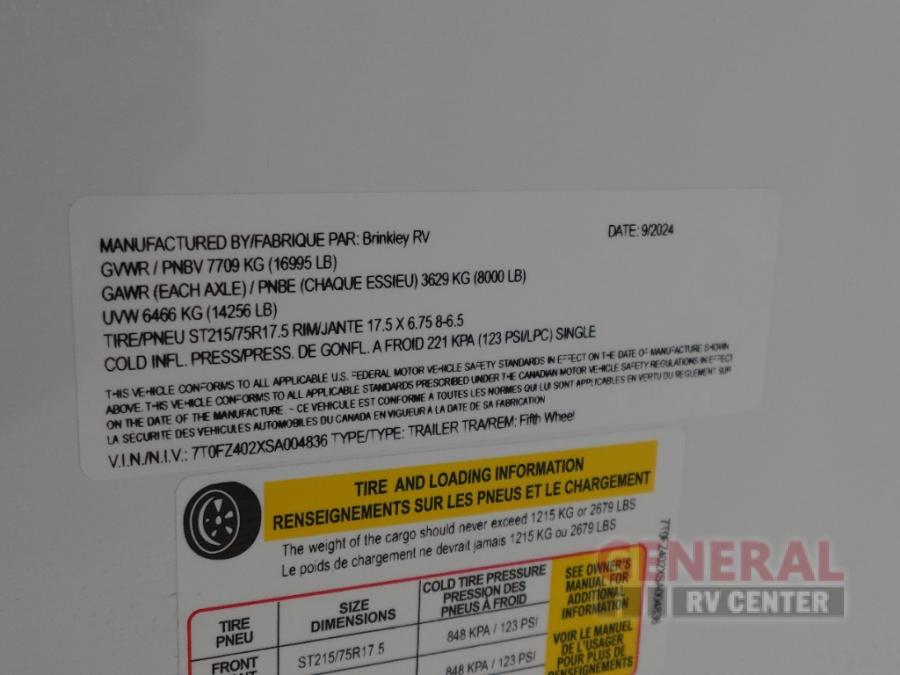 MANUFACTURED BY/FABRIQUE PAR: Brinkley RV DATE: 9/2024
GVWR / PNBV 7709 KG (16995 LB)
GAWR (EACH AXLE) / PNBE (CHAQUE ESSIEU) 3629 KG (8000 LB)
UVW 6466 KG (14256 LB)
TIRE/PNEU ST215/75R17.5 RIM/JANTE 17.5 X 6.75 8-6.5
COLD INFL. PRESS/PRESS. DE GONFL. A FROID 221 KPA (123 PSI/LPC) SINGLE
THIS VEHICLE CONFORMS TO ALL APPLICABLE U.S. FEDERAL MOTOR VEHICLE SAFETY STANDARDS IN EFFECT ON THE DATE OF MANUFACTURE SHOWN
ABOVE. THIS VEHICLE CONFORMS TO ALL APPLICABLE STANDARDS PRESCRIBED UNDER THE CANADIAN MOTOR VEHICLE SAFETY REGULATIONS IN EFFECT
ON THE DATE OF THE MANUFACTURE - CE VEHICULE EST CONFORME A TOUTES LES NORMES QUI LUI SONT APPLICABLES EN VERTU DU REGLEMENT SUR
LA SECURITE DES VEHICULES AUTOMOBILES DU CANADA EN VIGUEUR A LA DATE DE SA FABRICATION
V.I.N./N.I.V.: 7T0FZ402XSA004836 TYPE/TYPE: TRAILER TRA/REM: Fifth Wheel
TIRE AND LOADING INFORMATION
RENSEIGNEMENTS SUR LES PNEUS ET LE CHARGEMENT
The weight of the cargo should never exceed 1215 KG or 2679 LBS
Le poids de chargement ne devrait jamais 1215 KG ou 2679 LBS
7T0FZ402XSA004836
TIRE
PNEU
SIZE
DIMENSIONS
COLD TIRE PRESSURE
PRESSION DES
PNEUS À FROID
SEE OWNER'S
MANUAL FOR
ADDITIONAL
INFORMATION
VOIR LE MANUEL
DE L'USAGER
POUR PLUS DE
RENSEIGNEMENTS
FRONT
ST215/75R17.5
848 KPA / 123 PSI
848 KPA / 123 PSI
GENERAL
RV CENTER